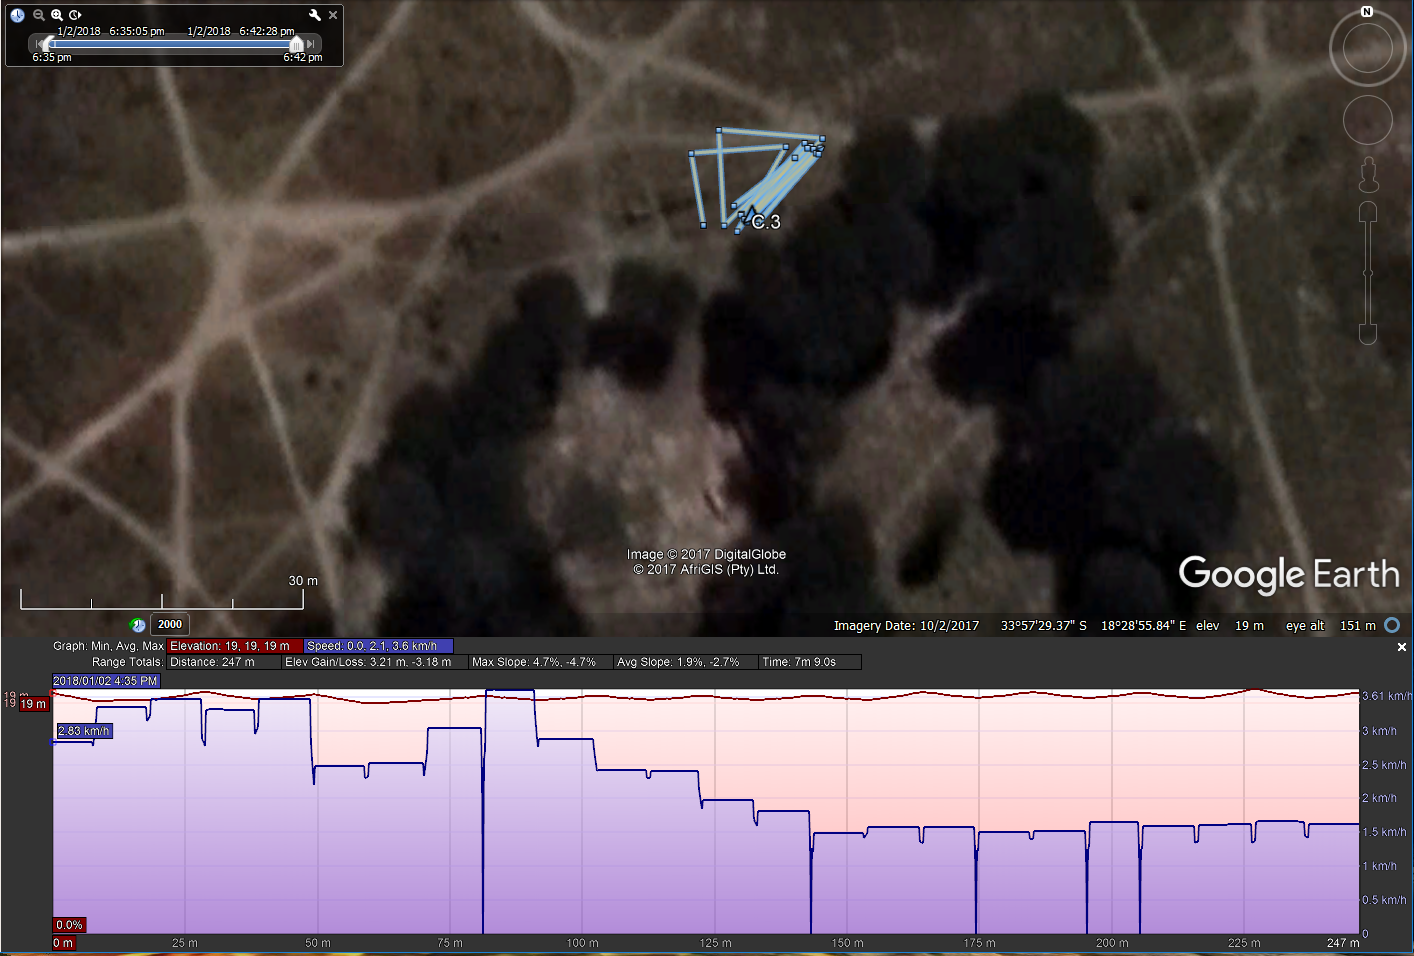 1/2/2018 6:35:05 pm 1/2/2018 6:42:28 pm
6:35 pm 6:42 pm
N
C.3
Image © 2017 DigitalGlobe
© 2017 AfriGIS (Pty) Ltd.
Google Earth
30 m
2000
Imagery Date: 10/2/2017 33°57'29.37" S 18°28'55.84" E elev 19 m eye alt 151 m
Graph: Min, Avg, Max Elevation: 19, 19, 19 m Speed: 0.0, 2.1, 3.6 km/h
Range Totals: Distance: 247 m Elev Gain/Loss: 3.21 m, -3.18 m Max Slope: 4.7%, -4.7% Avg Slope: 1.9%, -2.7% Time: 7m 9.0s
2018/01/02 4:35 PM
19 m
19 19 m
3.61 km/h
2.83 km/h
3 km/h
2.5 km/h
2 km/h
1.5 km/h
1 km/h
0.5 km/h
0.0%
0
0 m 25 m 50 m 75 m 100 m 125 m 150 m 175 m 200 m 225 m 247 m